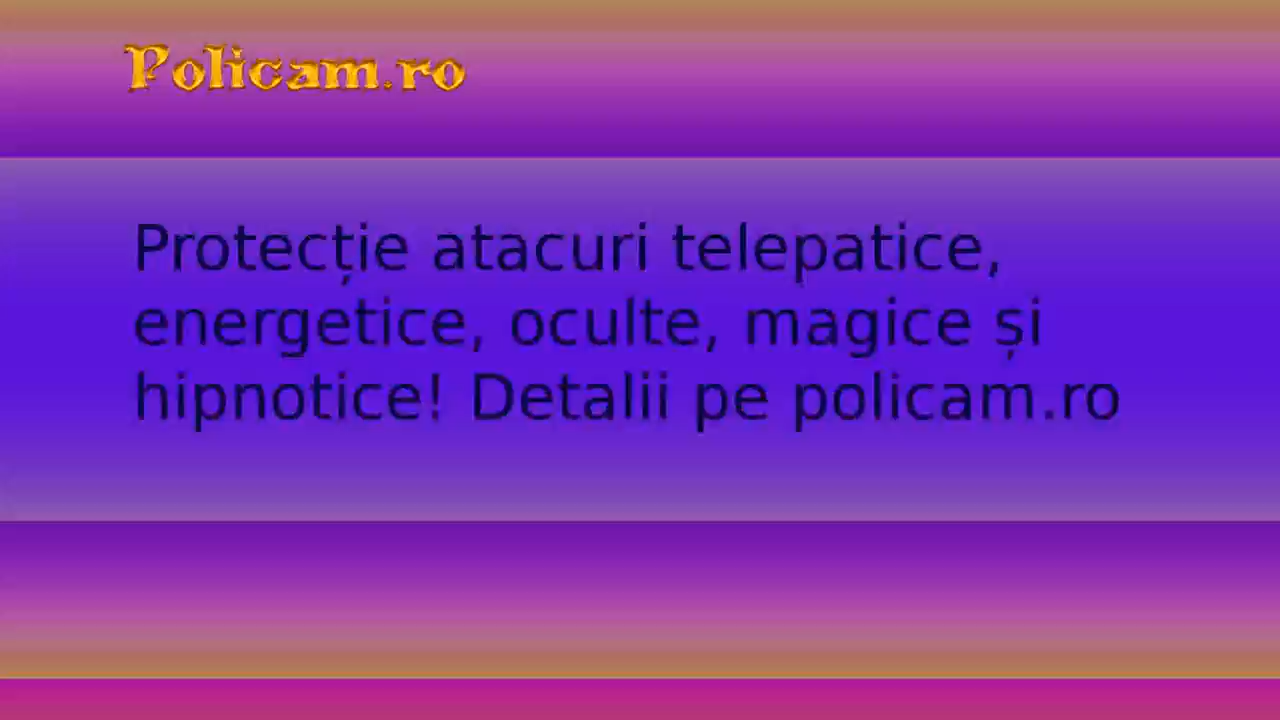 Policam.ro
Protecție atacuri telepatice,
energetice, oculte, magice și
hipnotice! Detalii pe policam.ro